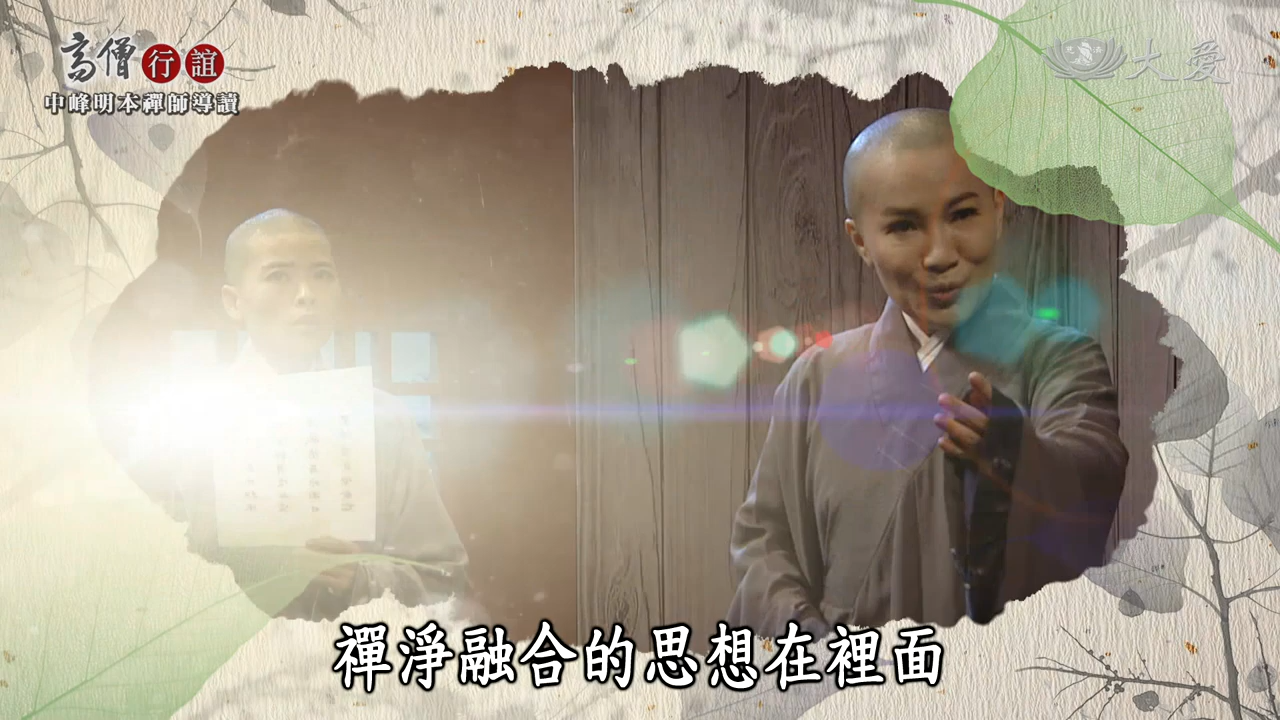 高僧行誼
大愛
中峰明本禪師導讀
禪淨融合的思想在裡面